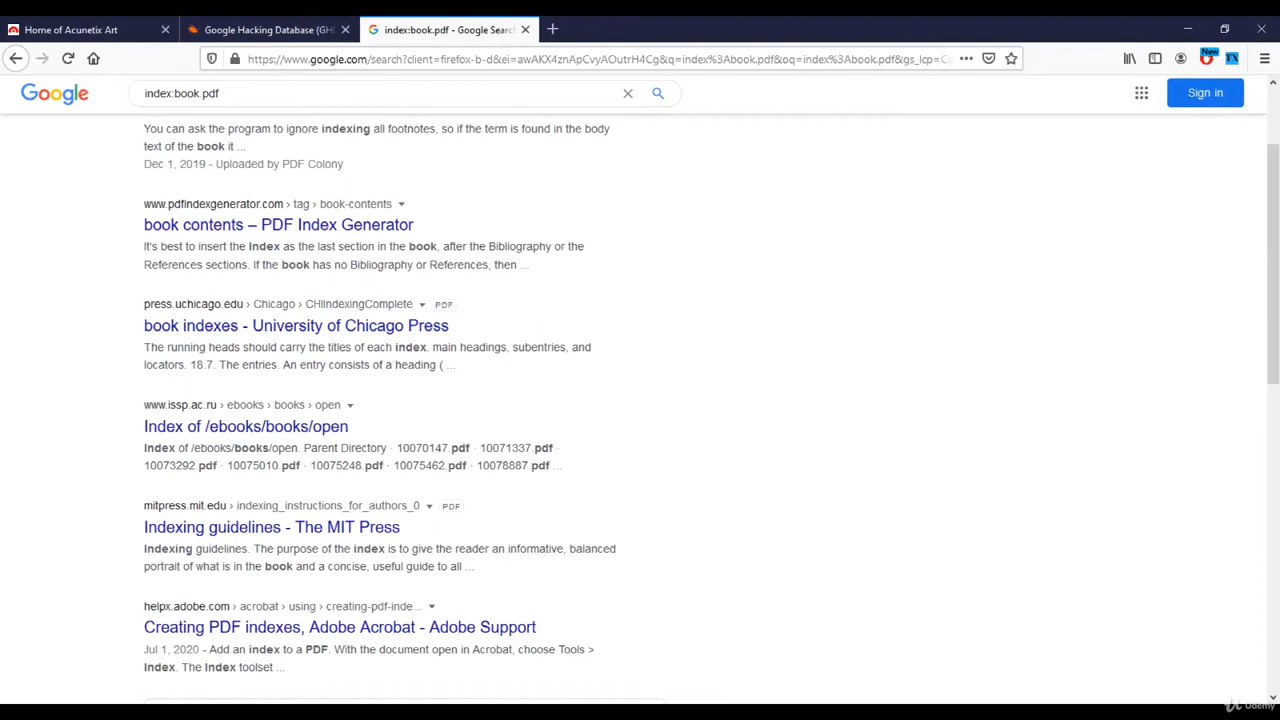 Home of Acunetix Art
Google Hacking Database (GH
index:book.pdf - Google Searc
https://www.google.com/search?client=firefox-b-d&ei=awAKX4znApCvyAOutrH4Cg&q=index%3Abook.pdf&oq=index%3Abook.pdf&gs_lcp=C
New
Google
index:book.pdf
Sign in
You can ask the program to ignore indexing all footnotes, so if the term is found in the body
text of the book it ...
Dec 1, 2019 - Uploaded by PDF Colony
www.pdfindexgenerator.com › tag › book-contents
book contents – PDF Index Generator
It's best to insert the Index as the last section in the book, after the Bibliography or the
References sections. If the book has no Bibliography or References, then ...
press.uchicago.edu › Chicago › CHIIndexingComplete PDF
book indexes - University of Chicago Press
The running heads should carry the titles of each index. main headings, subentries, and
locators. 18.7. The entries. An entry consists of a heading ( ...
www.issp.ac.ru › ebooks › books › open
Index of /ebooks/books/open
Index of /ebooks/books/open. Parent Directory · 10070147.pdf · 10071337.pdf ·
10073292.pdf · 10075010.pdf · 10075248.pdf · 10075462.pdf · 10078887.pdf ...
mitpress.mit.edu › indexing_instructions_for_authors_0 PDF
Indexing guidelines - The MIT Press
Indexing guidelines. The purpose of the index is to give the reader an informative, balanced
portrait of what is in the book and a concise, useful guide to all ...
helpx.adobe.com › acrobat › using › creating-pdf-inde...
Creating PDF indexes, Adobe Acrobat - Adobe Support
Jul 1, 2020 - Add an index to a PDF. With the document open in Acrobat, choose Tools >
Index. The Index toolset ...
Udemy